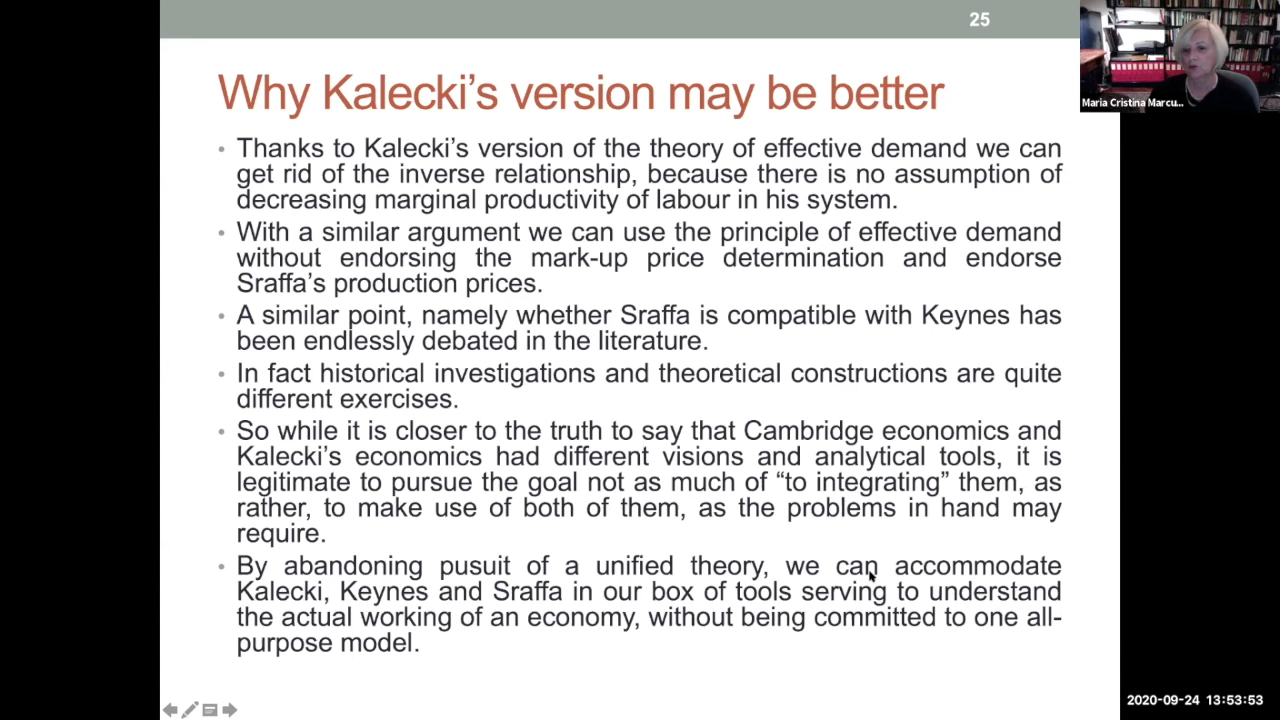 25
Maria Cristina Marcu...
Why Kalecki's version may be better
• Thanks to Kalecki's version of the theory of effective demand we can
get rid of the inverse relationship, because there is no assumption of
decreasing marginal productivity of labour in his system.
• With a similar argument we can use the principle of effective demand
without endorsing the mark-up price determination and endorse
Sraffa's production prices.
• A similar point, namely whether Sraffa is compatible with Keynes has
been endlessly debated in the literature.
• In fact historical investigations and theoretical constructions are quite
different exercises.
• So while it is closer to the truth to say that Cambridge economics and
Kalecki's economics had different visions and analytical tools, it is
legitimate to pursue the goal not as much of “to integrating” them, as
rather, to make use of both of them, as the problems in hand may
require.
• By abandoning pusuit of a unified theory, we can accommodate
Kalecki, Keynes and Sraffa in our box of tools serving to understand
the actual working of an economy, without being committed to one all-
purpose model.
2020-09-24 13:53:53